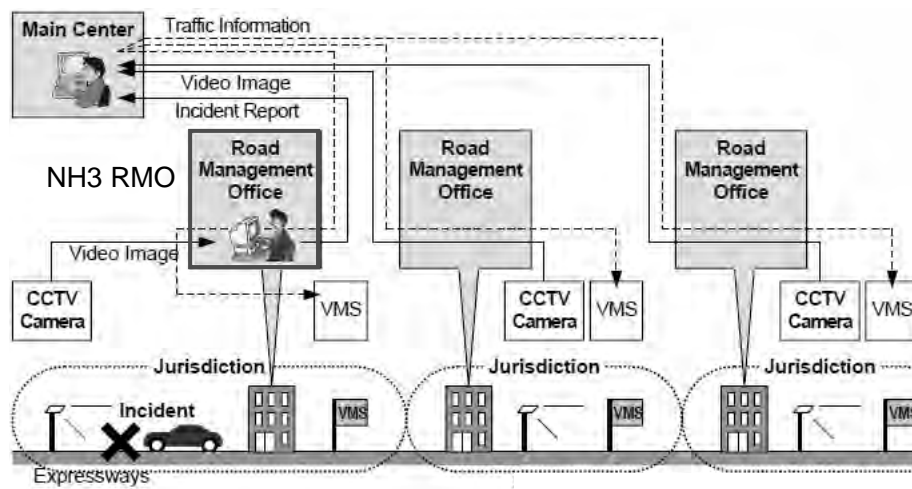 Main Center
Traffic Information
Video Image
Incident Report
NH3 RMO
Road
Management
Office
Road
Management
Office
Road
Management
Office
Video Image
CCTV
Camera
VMS
CCTV
Camera
VMS
CCTV
Camera
VMS
Jurisdiction
Jurisdiction
Jurisdiction
Incident
VMS
VMS
VMS
Expressways